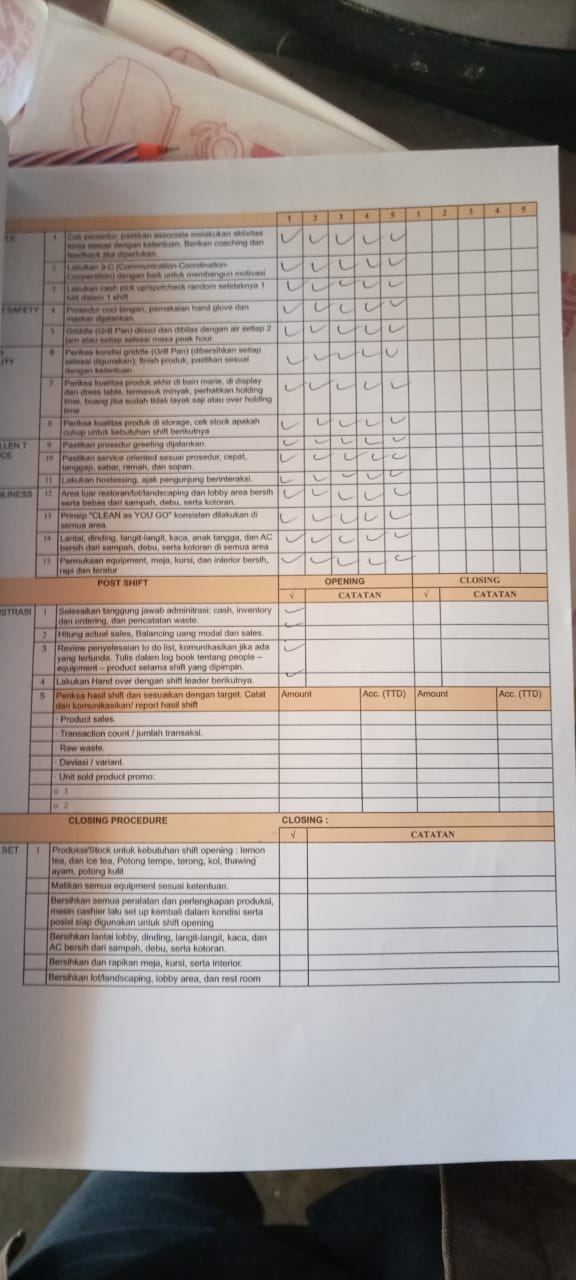 1 2 3 4 5 1 2 3 4 5
1 Cek prosedur, pastikan associate melakukan aktivitas
kerja sesuai dengan ketentuan. Berikan coaching dan
feedback jika diperlukan.
2 Lakukan 3-C (Communication-Coordination-
Cooperation) dengan baik untuk membangun motivasi
3 Lakukan cash pick up/spotcheck random setidaknya 1
kali dalam 1 shift
SAFETY 4 Prosedur cuci tangan, pemakaian hand glove dan
masker dijalankan.
5 Griddle (Grill Pan) dicuci dan dibilas dengan air setiap 2
jam atau setiap selesai masa peak hour.
6 Periksa kondisi griddle (Grill Pan) (dibersihkan setiap
selesai digunakan), finish produk, pastikan sesuai
dengan ketentuan.
7 Periksa kualitas produk akhir di bain marie, di display
dan dress table, termasuk minyak, perhatikan holding
time, buang jika sudah tidak layak saji atau over holding
time
8 Periksa kualitas produk di storage, cek stock apakah
cukup untuk kebutuhan shift berikutnya
LLEN T 9 Pastikan prosedur greeting dijalankan.
CE 10 Pastikan service oriented sesuai prosedur, cepat,
tanggap, sabar, ramah, dan sopan.
11 Lakukan hostessing, ajak pengunjung berinteraksi.
LINESS 12 Area luar restoran/lot/landscaping dan lobby area bersih
serta bebas dari sampah, debu, serta kotoran.
13 Prinsip "CLEAN as YOU GO" konsisten dilakukan di
semua area.
14 Lantai, dinding, langit-langit, kaca, anak tangga, dan AC
bersih dari sampah, debu, serta kotoran di semua area
15 Permukaan equipment, meja, kursi, dan interior bersih,
rapi dan teratur
POST SHIFT OPENING CLOSING
√ CATATAN √ CATATAN
STRASI 1 Selesaikan tanggung jawab adminitrasi: cash, inventory
dan ordering, dan pencatatan waste.
2 Hitung actual sales, Balancing uang modal dan sales.
3 Review penyelesaian to do list, komunikasikan jika ada
yang tertunda. Tulis dalam log book tentang people –
equipment – product selama shift yang dipimpin.
4 Lakukan Hand over dengan shift leader berikutnya.
5 Periksa hasil shift dan sesuaikan dengan target. Catat Amount Acc. (TTD) Amount Acc. (TTD)
dan komunikasikan/ report hasil shift
· Product sales.
· Transaction count / jumlah transaksi.
· Raw waste.
· Deviasi / variant.
· Unit sold product promo:
o 1
o 2
CLOSING PROCEDURE CLOSING :
√ CATATAN
SET 1 Produksi/Stock untuk kebutuhan shift opening : lemon
tea, dan ice tea, Potong tempe, terong, kol, thawing
ayam, potong kulit
Matikan semua equipment sesuai ketentuan.
Bersihkan semua peralatan dan perlengkapan produksi,
mesin cashier lalu set up kembali dalam kondisi serta
posisi siap digunakan untuk shift opening
Bersihkan lantai lobby, dinding, langit-langit, kaca, dan
AC bersih dari sampah, debu, serta kotoran.
Bersihkan dan rapikan meja, kursi, serta interior.
Bersihkan lot/landscaping, lobby area, dan rest room